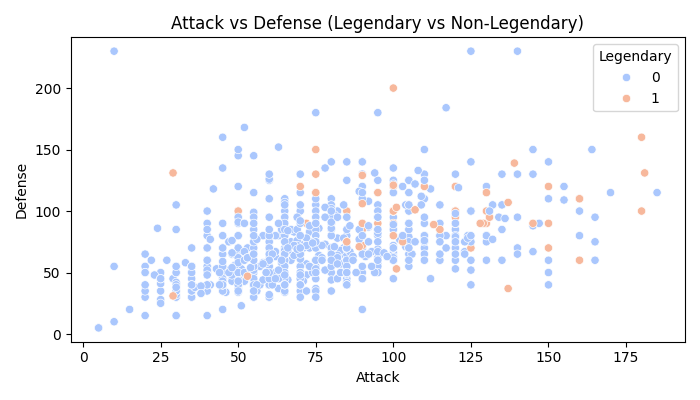 Attack vs Defense (Legendary vs Non-Legendary)
Legendary
0
1
Defense
200
150
100
50
0
0 25 50 75 100 125 150 175
Attack